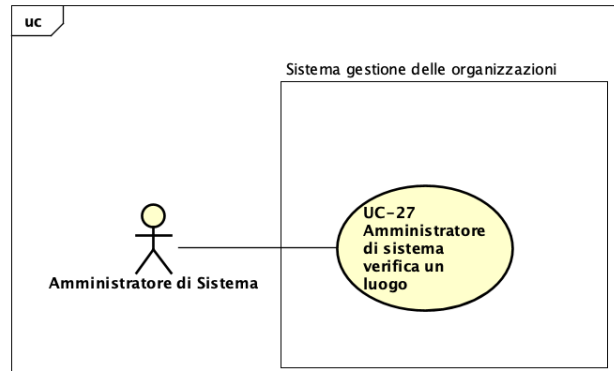 uc
Sistema gestione delle organizzazioni
UC-27
Amministratore
di sistema
verifica un
luogo
Amministratore di Sistema